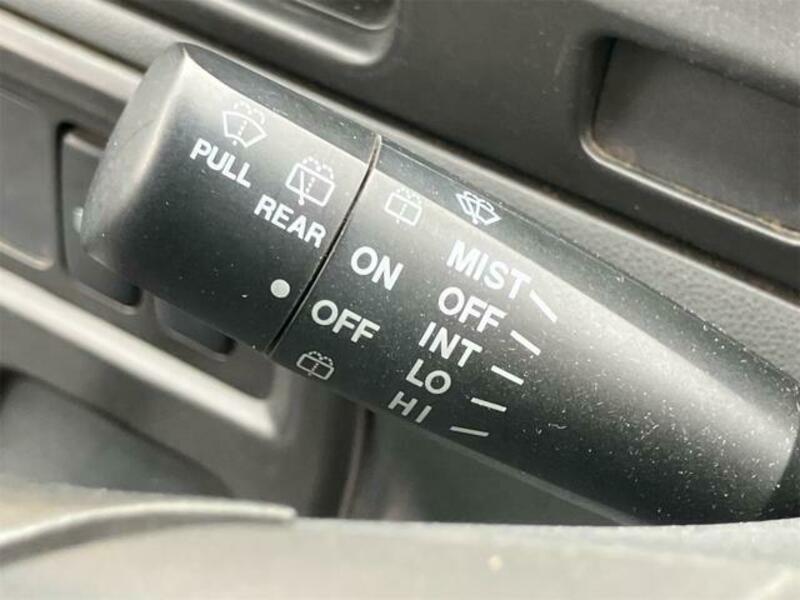 PULL
REAR
ON
OFF
MIST
OFF
INT
LO
HI